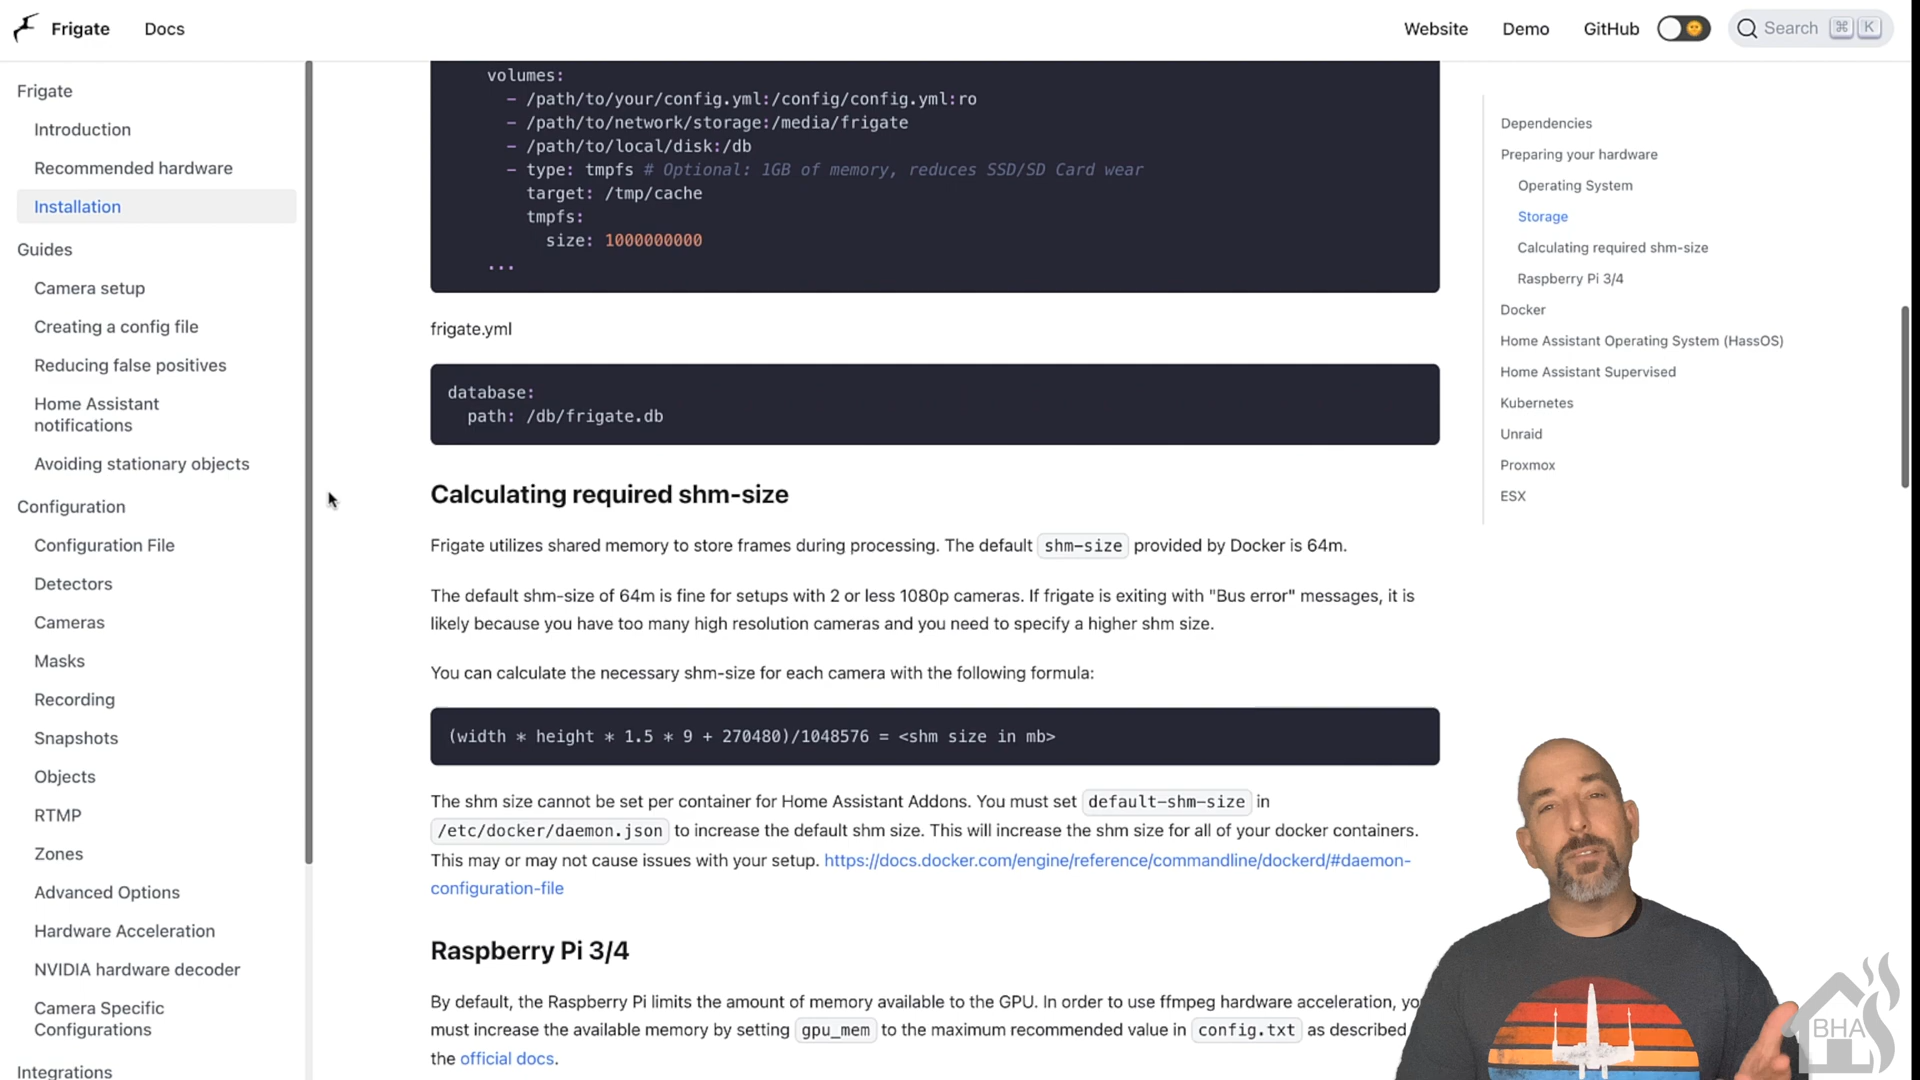 Frigate
Docs
Website
Demo
GitHub
Search ⌘ K
Frigate
Introduction
Recommended hardware
Installation
Guides
Camera setup
Creating a config file
Reducing false positives
Home Assistant
notifications
Avoiding stationary objects
Configuration
Configuration File
Detectors
Cameras
Masks
Recording
Snapshots
Objects
RTMP
Zones
Advanced Options
Hardware Acceleration
NVIDIA hardware decoder
Camera Specific
Configurations
Integrations
volumes:
- /path/to/your/config.yml:/config/config.yml:ro
- /path/to/network/storage:/media/frigate
- /path/to/local/disk:/db
- type: tmpfs # Optional: 1GB of memory, reduces SSD/SD Card wear
target: /tmp/cache
tmpfs:
size: 1000000000
...
frigate.yml
database:
path: /db/frigate.db
Calculating required shm-size
Frigate utilizes shared memory to store frames during processing. The default shm-size provided by Docker is 64m.
The default shm-size of 64m is fine for setups with 2 or less 1080p cameras. If frigate is exiting with "Bus error" messages, it is
likely because you have too many high resolution cameras and you need to specify a higher shm size.
You can calculate the necessary shm-size for each camera with the following formula:
(width * height * 1.5 * 9 + 270480)/1048576 = <shm size in mb>
The shm size cannot be set per container for Home Assistant Addons. You must set default-shm-size in
/etc/docker/daemon.json to increase the default shm size. This will increase the shm size for all of your docker containers.
This may or may not cause issues with your setup. https://docs.docker.com/engine/reference/commandline/dockerd/#daemon-
configuration-file
Raspberry Pi 3/4
By default, the Raspberry Pi limits the amount of memory available to the GPU. In order to use ffmpeg hardware acceleration, yo
must increase the available memory by setting gpu_mem to the maximum recommended value in config.txt as described
the official docs.
Dependencies
Preparing your hardware
Operating System
Storage
Calculating required shm-size
Raspberry Pi 3/4
Docker
Home Assistant Operating System (HassOS)
Home Assistant Supervised
Kubernetes
Unraid
Proxmox
ESX
BHA